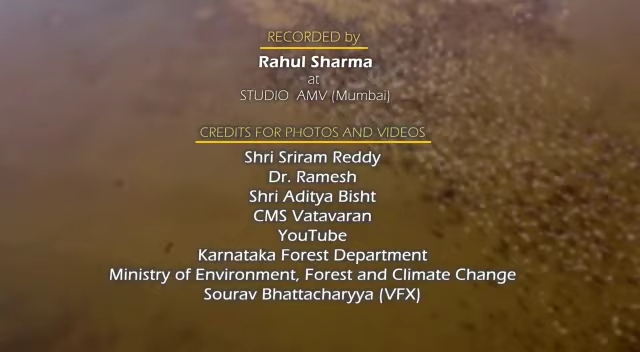 RECORDED by
Rahul Sharma
at
STUDIO AMV (Mumbai)
CREDITS FOR PHOTOS AND VIDEOS
Shri Sriram Reddy
Dr. Ramesh
Shri Aditya Bisht
CMS Vatavaran
YouTube
Karnataka Forest Department
Ministry of Environment, Forest and Climate Change
Sourav Bhattacharyya (VFX)